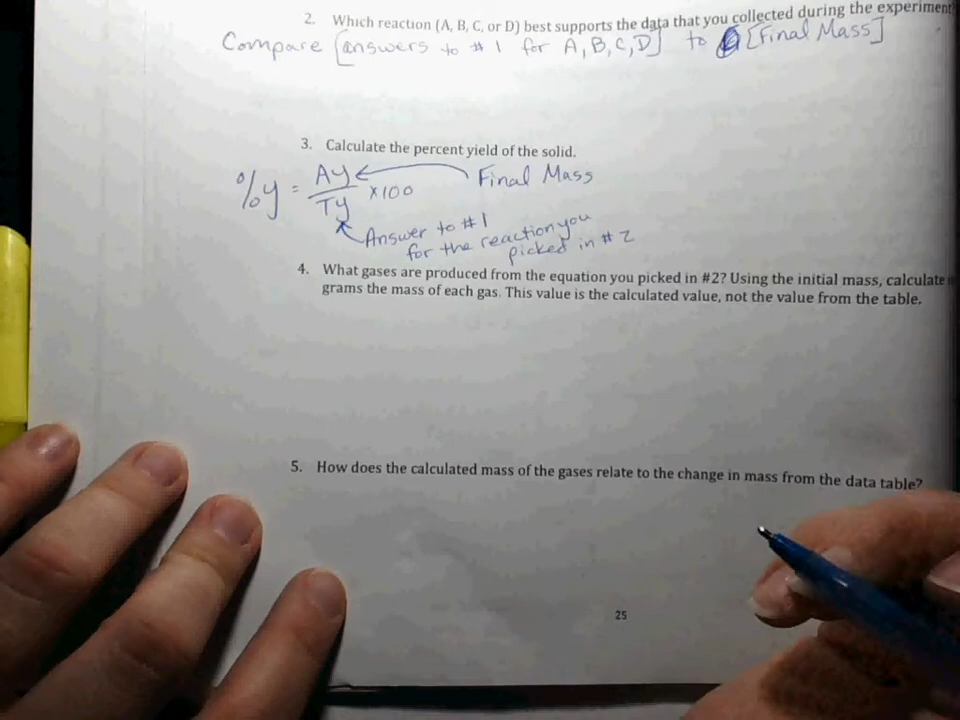 2. Which reaction (A, B, C, or D) best supports the data that you collected during the experiment
Compare [answers to #1 for A, B, C, D] to [Final Mass]
3. Calculate the percent yield of the solid.
%y = AY / TY x100
Final Mass
Answer to #1
for the reaction you
picked in #2
4. What gases are produced from the equation you picked in #2? Using the initial mass, calculate
grams the mass of each gas. This value is the calculated value, not the value from the table.
5. How does the calculated mass of the gases relate to the change in mass from the data table?
25